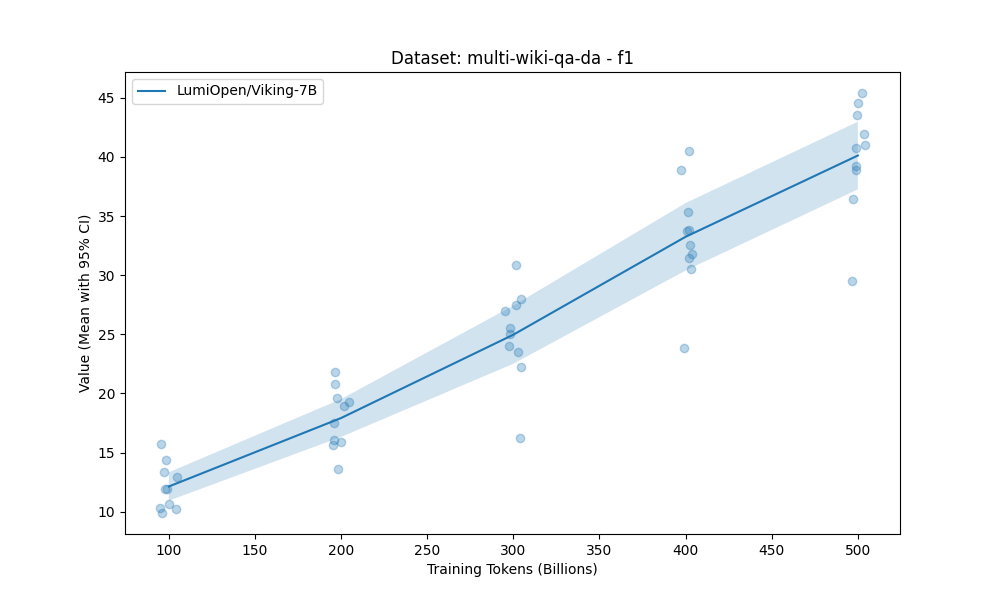 Dataset: multi-wiki-qa-da - f1
LumiOpen/Viking-7B
Value (Mean with 95% CI)
45
40
35
30
25
20
15
10
100 150 200 250 300 350 400 450 500
Training Tokens (Billions)